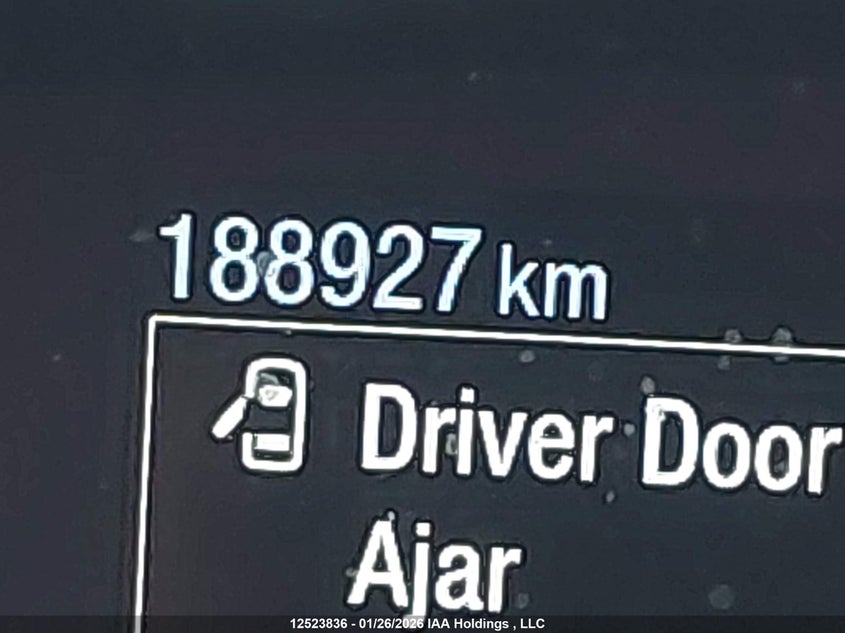 188927 km
Driver Door
Ajar
12523836 - 01/26/2026 IAA Holdings , LLC